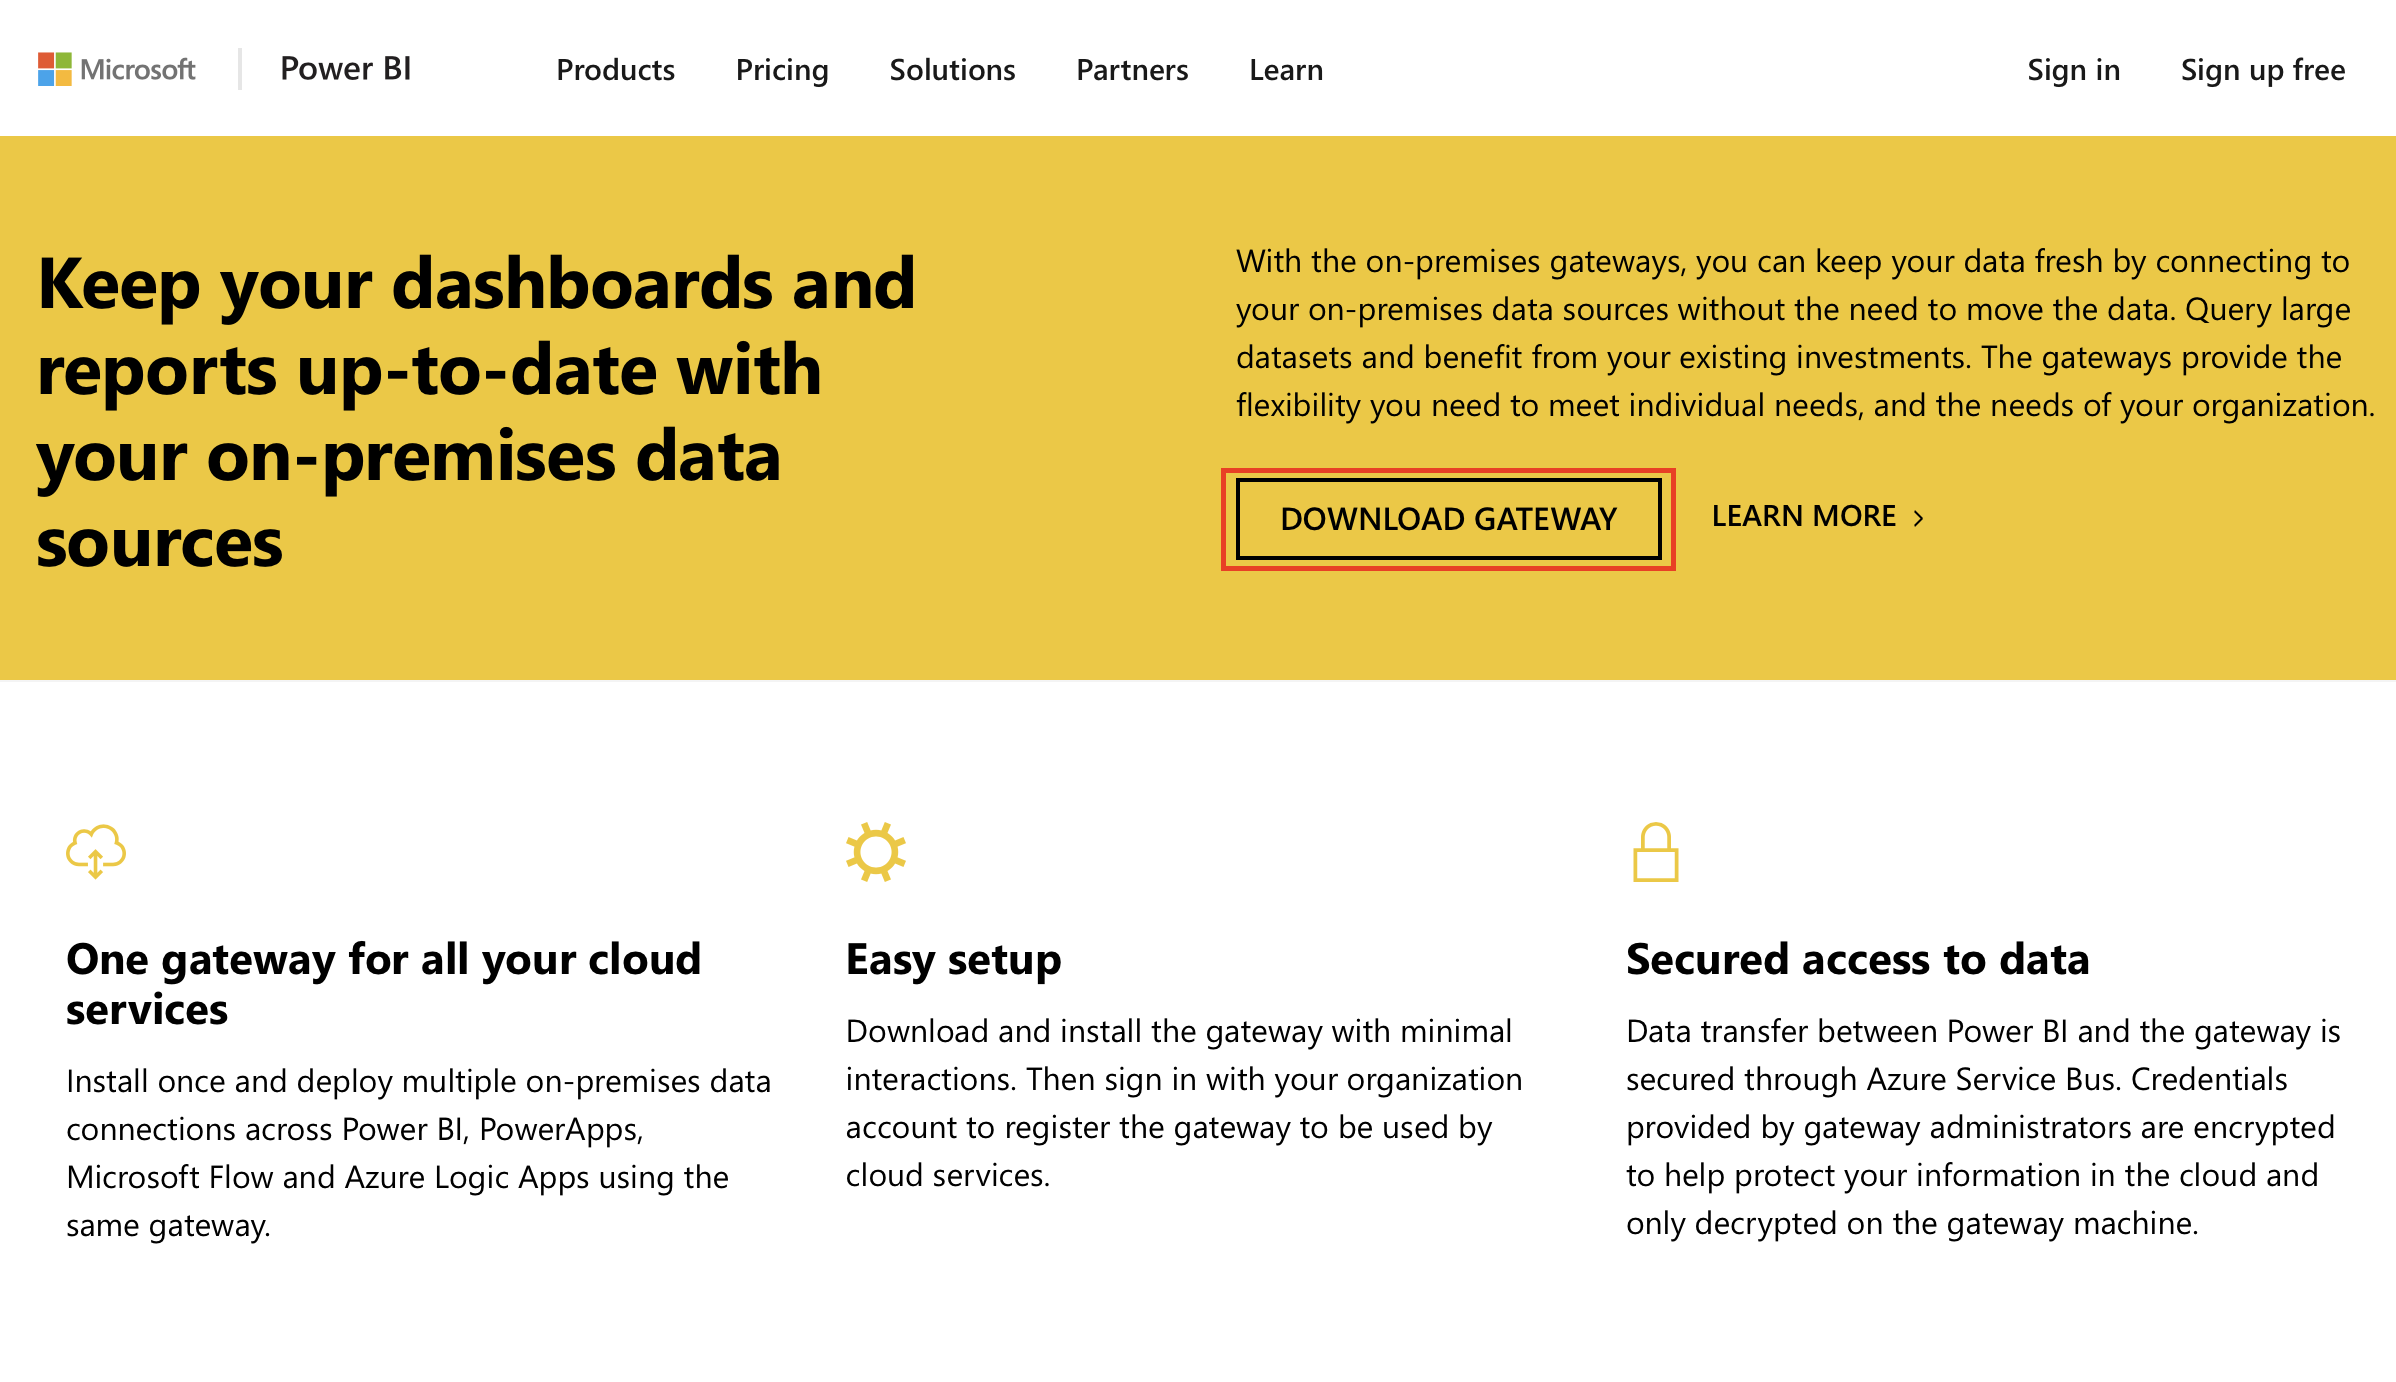 Microsoft
Power BI
Products
Pricing
Solutions
Partners
Learn
Sign in
Sign up free
Keep your dashboards and
reports up-to-date with
your on-premises data
sources
With the on-premises gateways, you can keep your data fresh by connecting to
your on-premises data sources without the need to move the data. Query large
datasets and benefit from your existing investments. The gateways provide the
flexibility you need to meet individual needs, and the needs of your organization.
DOWNLOAD GATEWAY
LEARN MORE
One gateway for all your cloud
services
Install once and deploy multiple on-premises data
connections across Power BI, PowerApps,
Microsoft Flow and Azure Logic Apps using the
same gateway.
Easy setup
Download and install the gateway with minimal
interactions. Then sign in with your organization
account to register the gateway to be used by
cloud services.
Secured access to data
Data transfer between Power BI and the gateway is
secured through Azure Service Bus. Credentials
provided by gateway administrators are encrypted
to help protect your information in the cloud and
only decrypted on the gateway machine.